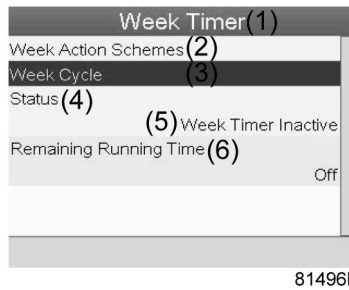 Week Timer(1)
Week Action Schemes(2)
Week Cycle (3)
Status(4)
(5) Week Timer Inactive
Remaining Running Time(6)
Off